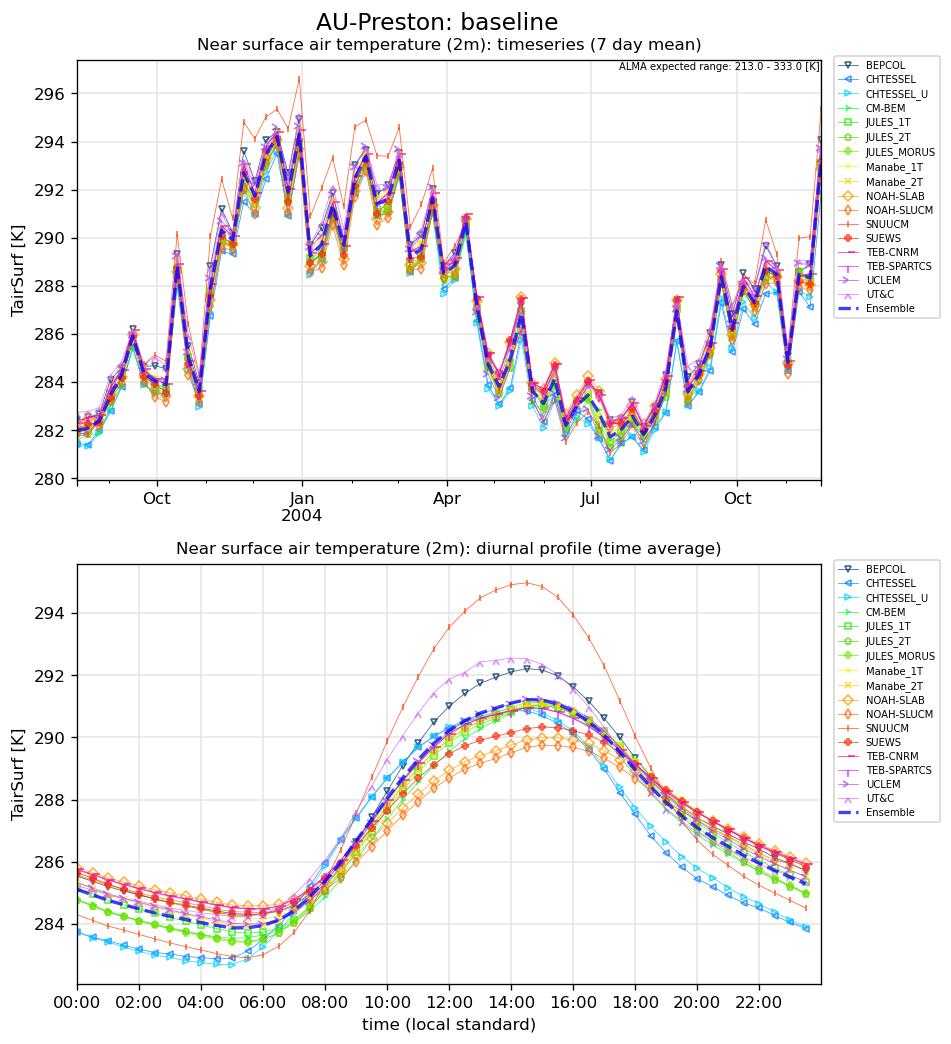 AU-Preston: baseline
Near surface air temperature (2m): timeseries (7 day mean)
ALMA expected range: 213.0 - 333.0 [K]
TairSurf [K]
296
294
292
290
288
286
284
282
280
Oct
Jan
2004
Apr
Jul
Oct
BEPCOL
CHTESSEL
CHTESSEL_U
CM-BEM
JULES_1T
JULES_2T
JULES_MORUS
Manabe_1T
Manabe_2T
NOAH-SLAB
NOAH-SLUCM
SNUUCM
SUEWS
TEB-CNRM
TEB-SPARTCS
UCLEM
UT&C
Ensemble
Near surface air temperature (2m): diurnal profile (time average)
TairSurf [K]
294
292
290
288
286
284
00:00
02:00
04:00
06:00
08:00
10:00
12:00
14:00
16:00
18:00
20:00
22:00
time (local standard)
BEPCOL
CHTESSEL
CHTESSEL_U
CM-BEM
JULES_1T
JULES_2T
JULES_MORUS
Manabe_1T
Manabe_2T
NOAH-SLAB
NOAH-SLUCM
SNUUCM
SUEWS
TEB-CNRM
TEB-SPARTCS
UCLEM
UT&C
Ensemble